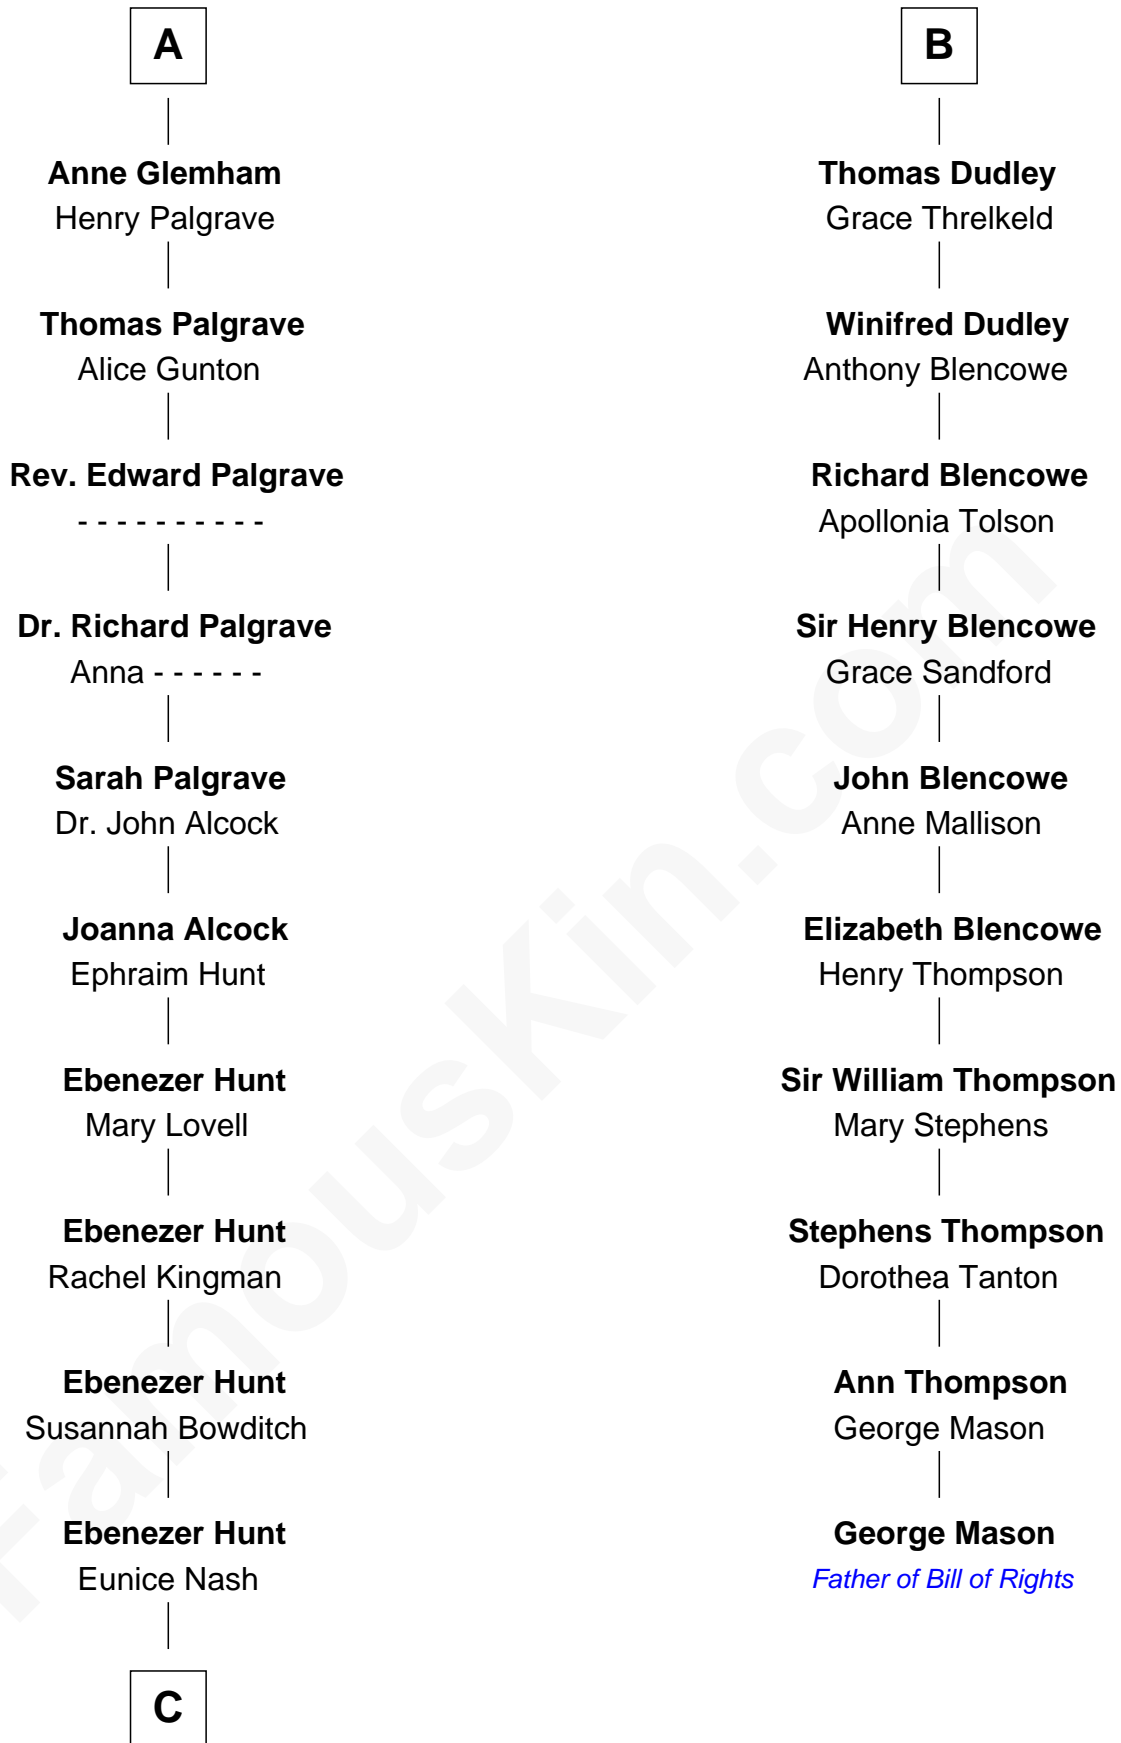 A
Anne Glemham
Henry Palgrave
Thomas Palgrave
Alice Gunton
Rev. Edward Palgrave
- - - - - - - - - -
Dr. Richard Palgrave
Anna - - - - - -
Sarah Palgrave
Dr. John Alcock
Joanna Alcock
Ephraim Hunt
Ebenezer Hunt
Mary Lovell
Ebenezer Hunt
Rachel Kingman
Ebenezer Hunt
Susannah Bowditch
Ebenezer Hunt
Eunice Nash
C
B
Thomas Dudley
Grace Threlkeld
Winifred Dudley
Anthony Blencowe
Richard Blencowe
Apollonia Tolson
Sir Henry Blencowe
Grace Sandford
John Blencowe
Anne Mallison
Elizabeth Blencowe
Henry Thompson
Sir William Thompson
Mary Stephens
Stephens Thompson
Dorothea Tanton
Ann Thompson
George Mason
George Mason
Father of Bill of Rights
FamousKin.com